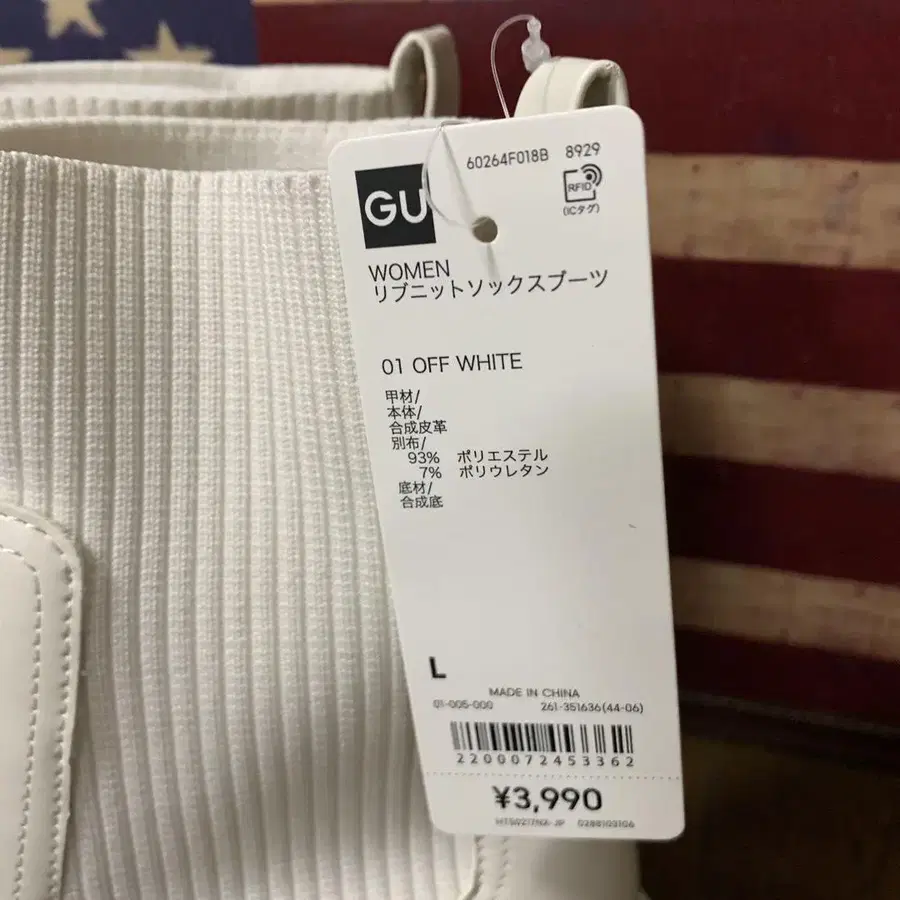 60264F018B 8929
GU
RFID
(ICタグ)
WOMEN
リブニットソックスブーツ
01 OFF WHITE
甲材/
本体/
合成皮革
別布/
93% ポリエステル
7% ポリウレタン
底材/
合成底
L
MADE IN CHINA
01-005-000 261-351636(44-06)
2200072453362
¥3,990
0288103106